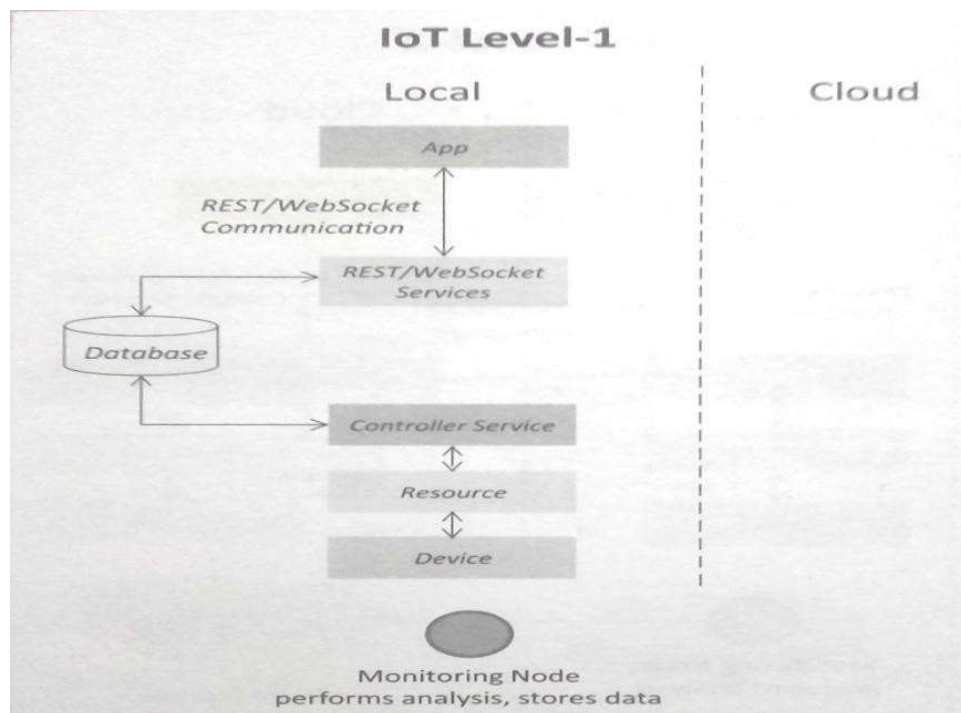 IoT Level-1
Local
Cloud
App
REST/WebSocket
Communication
REST/WebSocket
Services
Database
Controller Service
Resource
Device
Monitoring Node
performs analysis, stores data